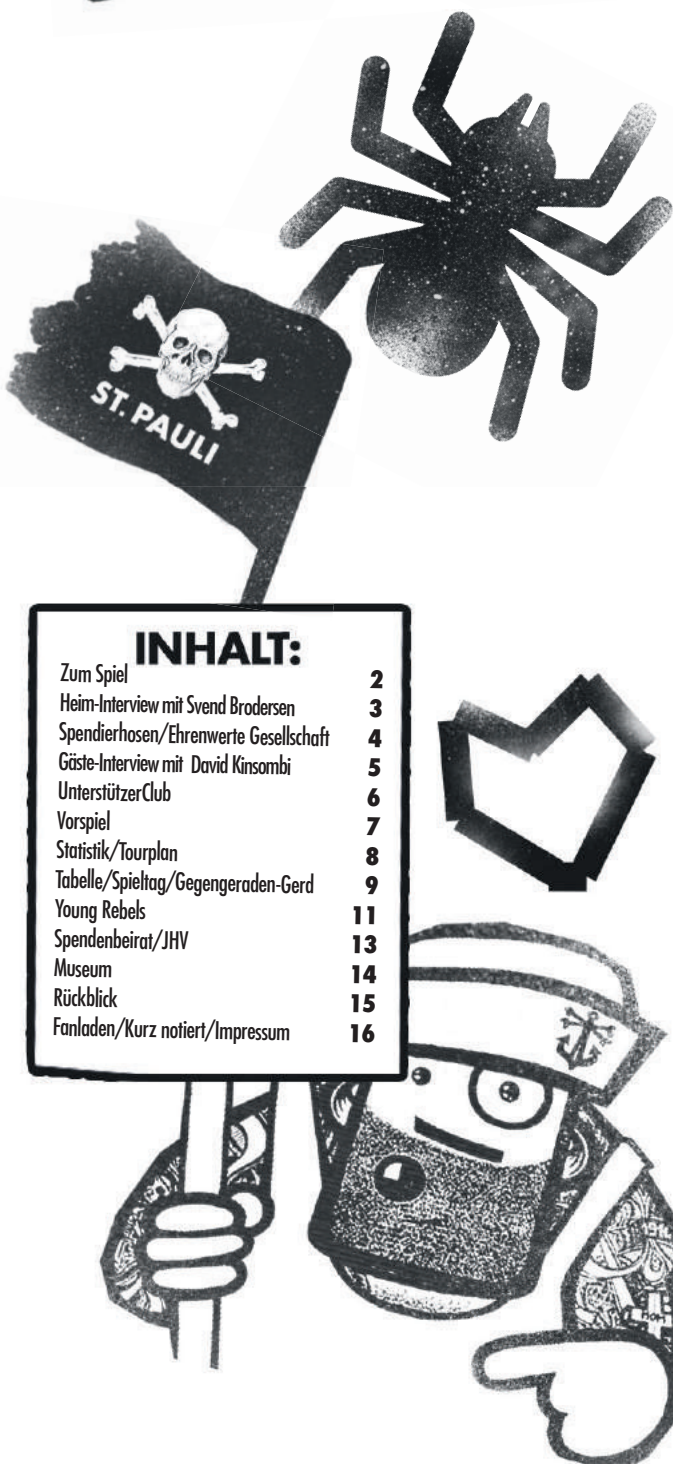 ST. PAULI
INHALT:
Zum Spiel 2
Heim-Interview mit Svend Brodersen 3
Spendierhosen/Ehrenwerte Gesellschaft 4
Gäste-Interview mit David Kinsombi 5
UnterstützerClub 6
Vorspiel 7
Statistik/Tourplan 8
Tabelle/Spieltag/Gegengeraden-Gerd 9
Young Rebels 11
Spendenbeirat/JHV 13
Museum 14
Rückblick 15
Fanladen/Kurz notiert/Impressum 16